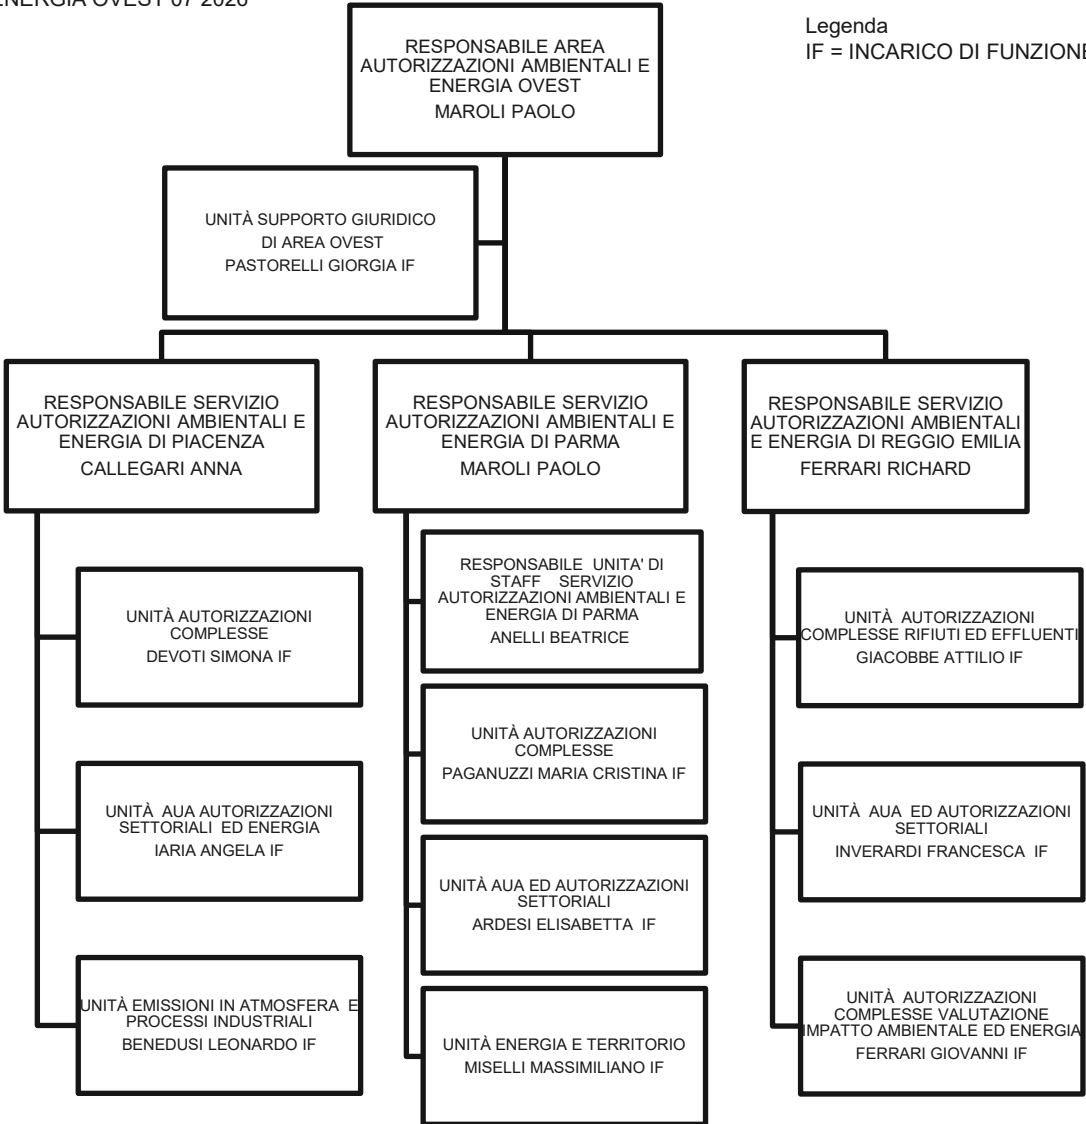 ENERGIA OVEST 07 2026
Legenda
IF = INCARICO DI FUNZIONE
RESPONSABILE AREA
AUTORIZZAZIONI AMBIENTALI E
ENERGIA OVEST
MAROLI PAOLO
UNITÀ SUPPORTO GIURIDICO
DI AREA OVEST
PASTORELLI GIORGIA IF
RESPONSABILE SERVIZIO
AUTORIZZAZIONI AMBIENTALI E
ENERGIA DI PIACENZA
CALLEGARI ANNA
UNITÀ AUTORIZZAZIONI
COMPLESSE
DEVOTI SIMONA IF
UNITÀ AUA AUTORIZZAZIONI
SETTORIALI ED ENERGIA
IARIA ANGELA IF
UNITÀ EMISSIONI IN ATMOSFERA E
PROCESSI INDUSTRIALI
BENEDUSI LEONARDO IF
RESPONSABILE SERVIZIO
AUTORIZZAZIONI AMBIENTALI E
ENERGIA DI PARMA
MAROLI PAOLO
RESPONSABILE UNITA' DI
STAFF SERVIZIO
AUTORIZZAZIONI AMBIENTALI E
ENERGIA DI PARMA
ANELLI BEATRICE
UNITÀ AUTORIZZAZIONI
COMPLESSE
PAGANUZZI MARIA CRISTINA IF
UNITÀ AUA ED AUTORIZZAZIONI
SETTORIALI
ARDESI ELISABETTA IF
UNITÀ ENERGIA E TERRITORIO
MISELLI MASSIMILIANO IF
RESPONSABILE SERVIZIO
AUTORIZZAZIONI AMBIENTALI
E ENERGIA DI REGGIO EMILIA
FERRARI RICHARD
UNITÀ AUTORIZZAZIONI
COMPLESSE RIFIUTI ED EFFLUENTI
GIACOBBE ATTILIO IF
UNITÀ AUA ED AUTORIZZAZIONI
SETTORIALI
INVERARDI FRANCESCA IF
UNITÀ AUTORIZZAZIONI
COMPLESSE VALUTAZIONE
IMPATTO AMBIENTALE ED ENERGIA
FERRARI GIOVANNI IF